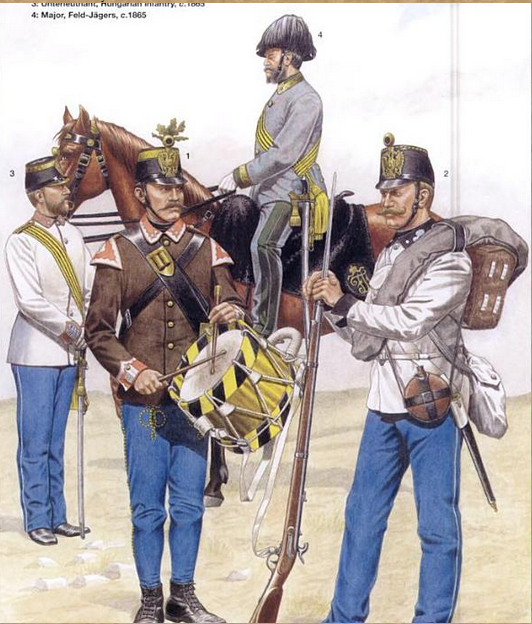 3: Unterleutnant, Hungarian Infantry, c.1865
4: Major, Feld-Jägers, c.1865
4
1
3
2